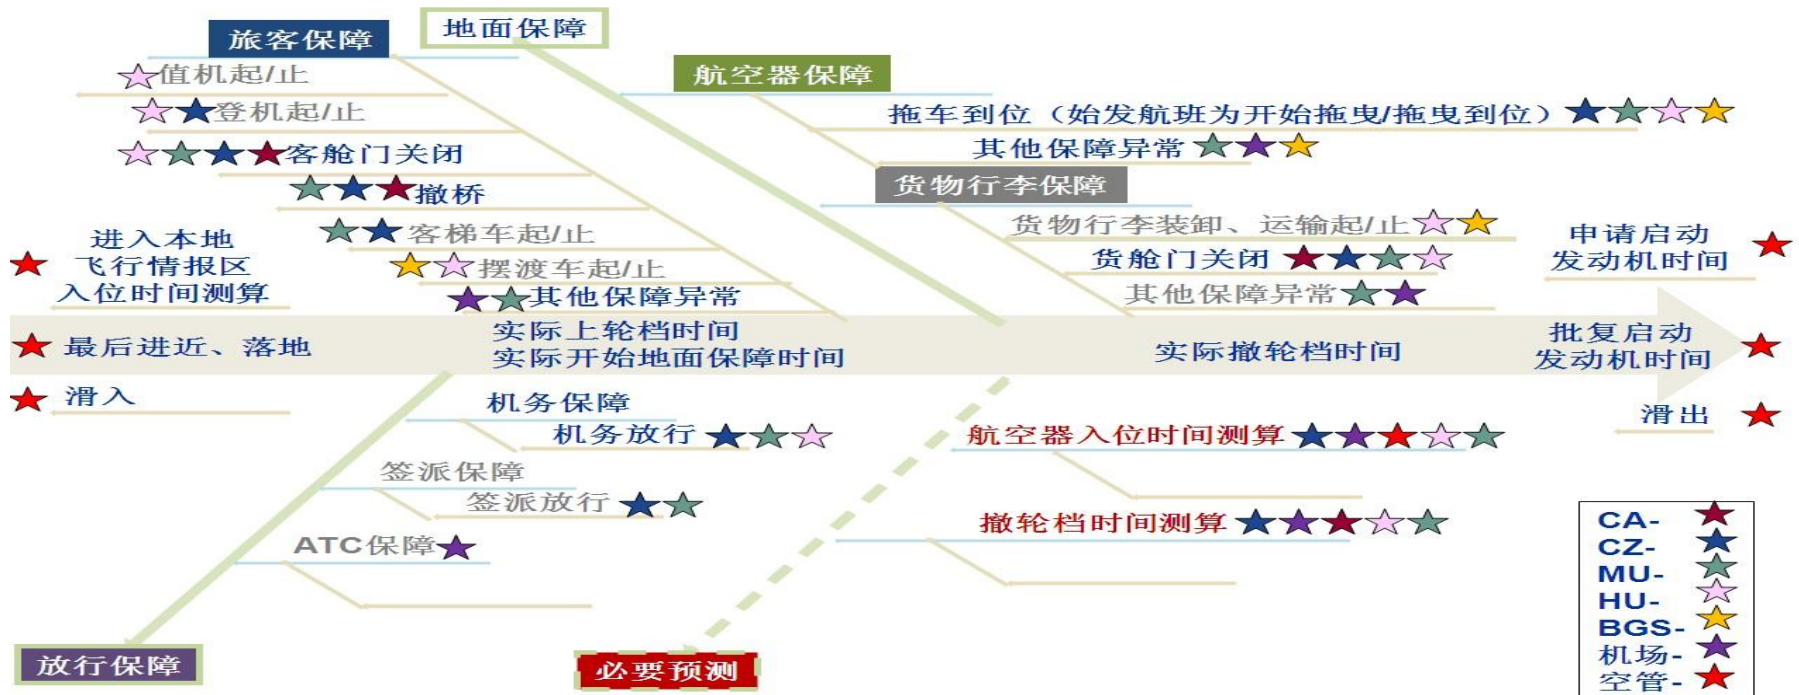 地面保障
旅客保障
值机起/止
登机起/止
客舱门关闭
撤桥
客梯车起/止
摆渡车起/止
其他保障异常
航空器保障
拖车到位（始发航班为开始拖曳/拖曳到位）
其他保障异常
货物行李保障
货物行李装卸、运输起/止
货舱门关闭
其他保障异常
进入本地
飞行情报区
入位时间测算
最后进近、落地
滑入
实际上轮档时间
实际开始地面保障时间
实际撤轮档时间
申请启动
发动机时间
批复启动
发动机时间
滑出
机务保障
机务放行
签派保障
签派放行
ATC保障
放行保障
航空器入位时间测算
撤轮档时间测算
必要预测
CA-
CZ-
MU-
HU-
BGS-
机场-
空管-